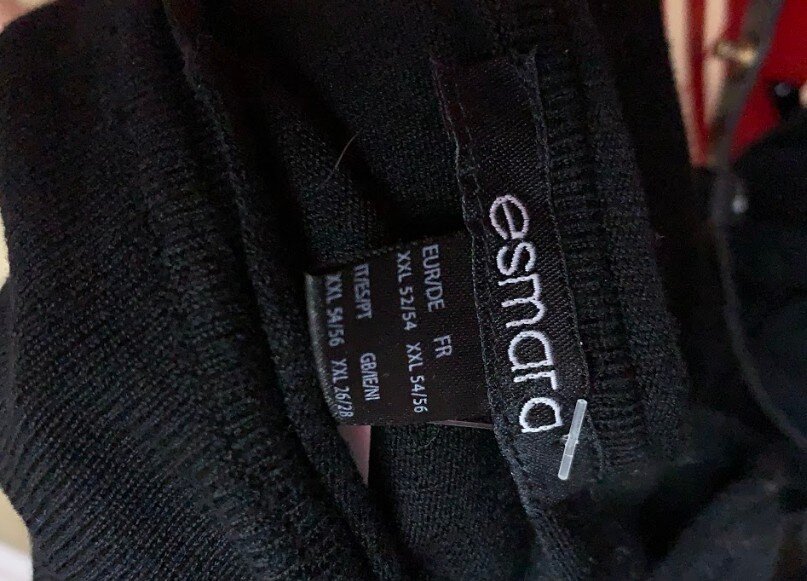 esmara
EUR/DE FR
XXL 52/54 XXL 54/56
IT/ES/PT GB/IE/NI
XXL 54/56 XXL 26/28